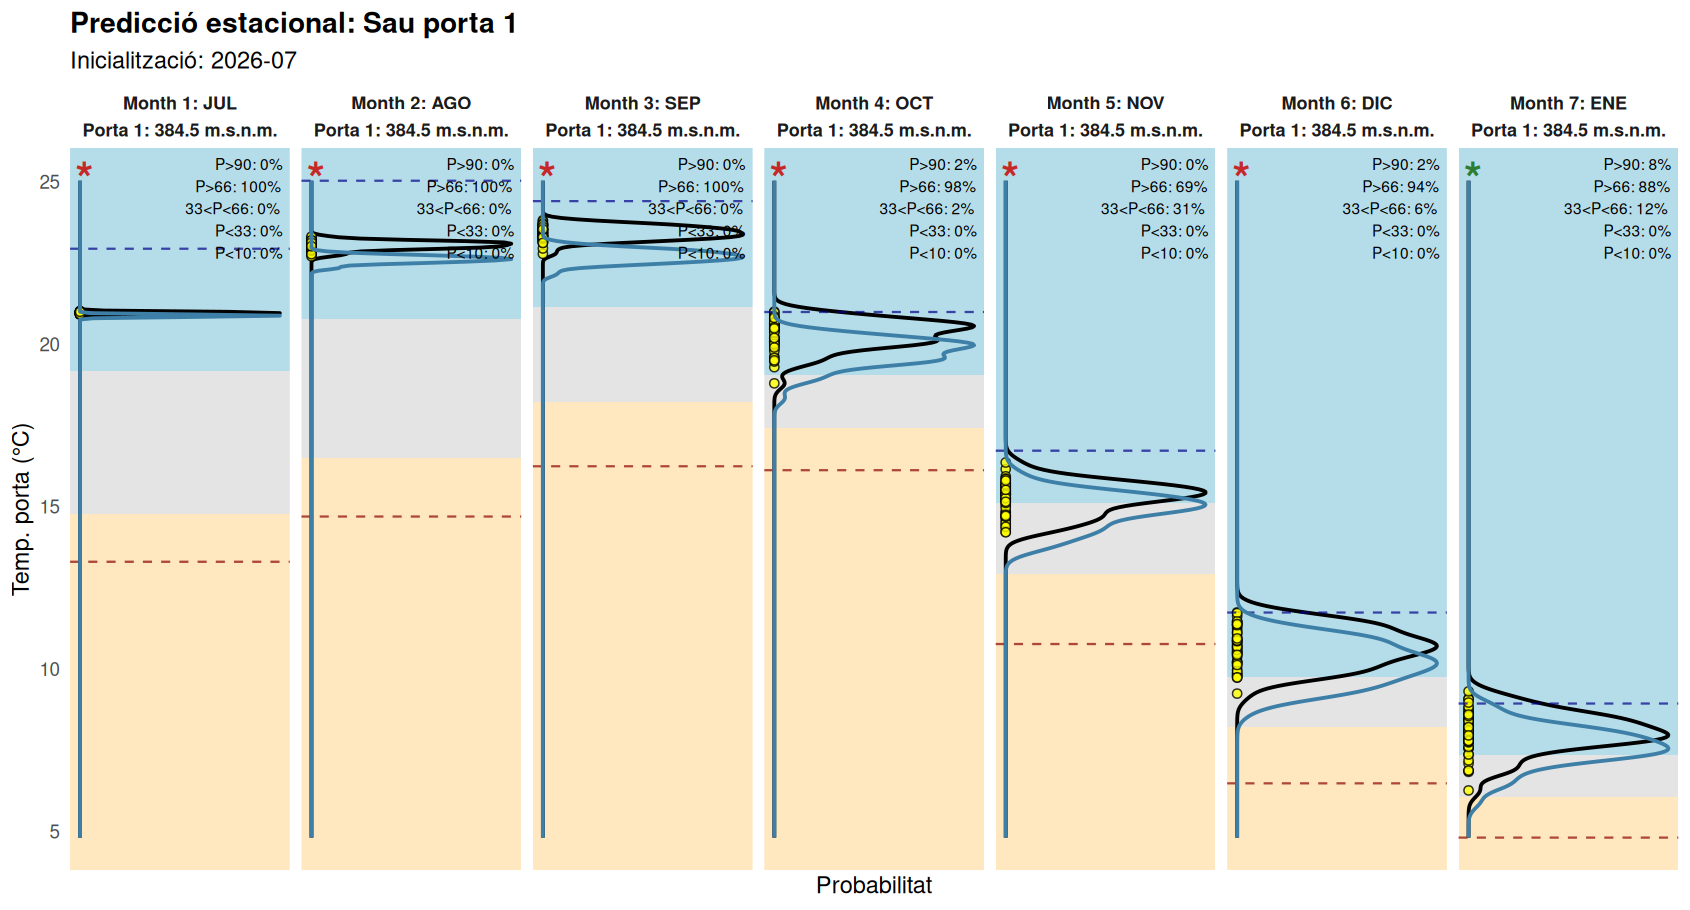 Predicció estacional: Sau porta 1
Inicialització: 2026-07
Month 1: JUL
Porta 1: 384.5 m.s.n.m.
Month 2: AGO
Porta 1: 384.5 m.s.n.m.
Month 3: SEP
Porta 1: 384.5 m.s.n.m.
Month 4: OCT
Porta 1: 384.5 m.s.n.m.
Month 5: NOV
Porta 1: 384.5 m.s.n.m.
Month 6: DIC
Porta 1: 384.5 m.s.n.m.
Month 7: ENE
Porta 1: 384.5 m.s.n.m.
*
P>90: 0%
P>66: 100%
33<P<66: 0%
P<33: 0%
P<10: 0%
*
P>90: 0%
P>66: 100%
33<P<66: 0%
P<33: 0%
P<10: 0%
*
P>90: 0%
P>66: 100%
33<P<66: 0%
P<33: 0%
P<10: 0%
*
P>90: 2%
P>66: 98%
33<P<66: 2%
P<33: 0%
P<10: 0%
*
P>90: 0%
P>66: 69%
33<P<66: 31%
P<33: 0%
P<10: 0%
*
P>90: 2%
P>66: 94%
33<P<66: 6%
P<33: 0%
P<10: 0%
*
P>90: 8%
P>66: 88%
33<P<66: 12%
P<33: 0%
P<10: 0%
25
20
15
10
5
Temp. porta (°C)
Probabilitat